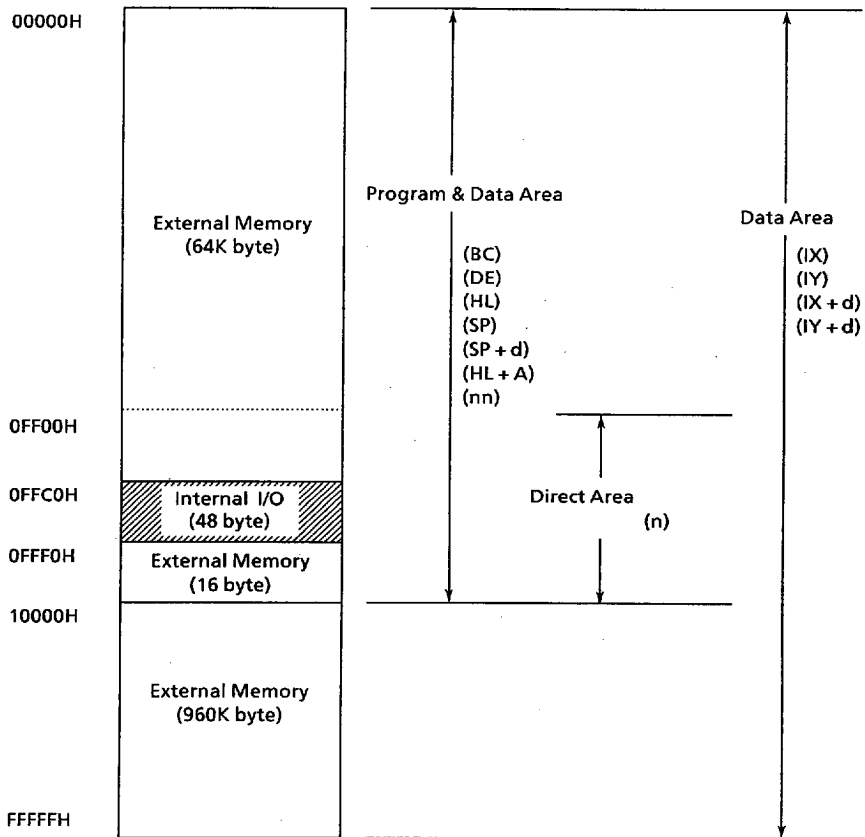 00000H
External Memory
(64K byte)
0FF00H
0FFC0H
Internal I/O
(48 byte)
0FFF0H
External Memory
(16 byte)
10000H
External Memory
(960K byte)
FFFFFH
Program & Data Area
(BC)
(DE)
(HL)
(SP)
(SP + d)
(HL + A)
(nn)
Direct Area
(n)
Data Area
(IX)
(IY)
(IX + d)
(IY + d)